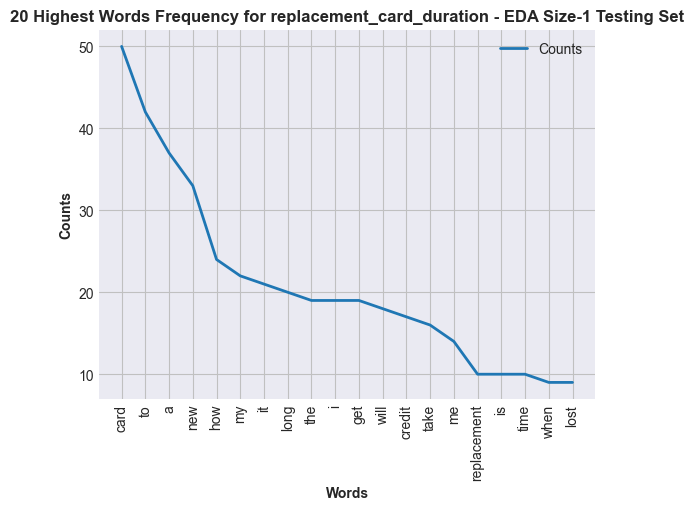 20 Highest Words Frequency for replacement_card_duration - EDA Size-1 Testing Set
Counts
50
40
30
20
10
Counts
card
to
a
new
how
my
it
long
the
i
get
will
credit
take
me
replacement
is
time
when
lost
Words